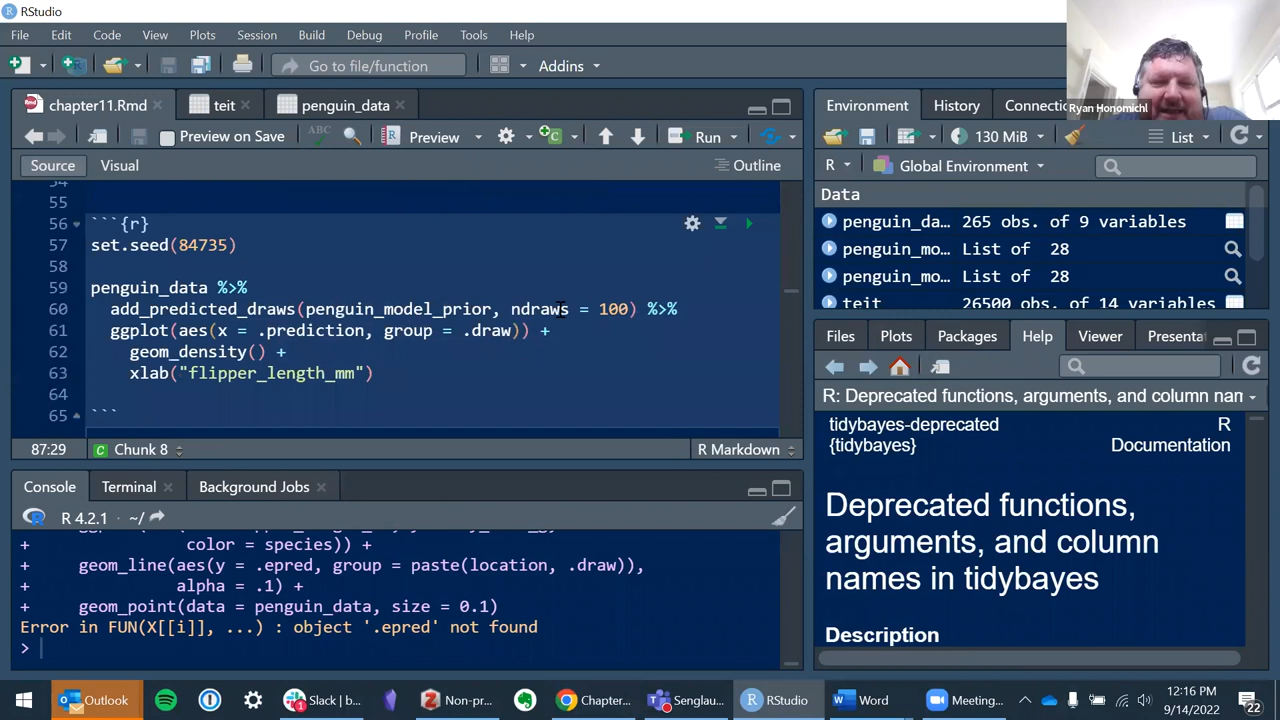 RStudio
File Edit Code View Plots Session Build Debug Profile Tools Help
Go to file/function
Addins
Ryan Honomichl
chapter11.Rmd
teit
penguin_data
Preview on Save
ABC
Preview
Run
Source
Visual
Outline
54
55
56 ```{r}
57 set.seed(84735)
58
59 penguin_data %>%
60 add_predicted_draws(penguin_model_prior, ndraws = 100) %>%
61 ggplot(aes(x = .prediction, group = .draw)) +
62 geom_density() +
63 xlab("flipper_length_mm")
64
65 ```
87:29
Chunk 8
R Markdown
Console
Terminal
Background Jobs
R 4.2.1 · ~/
+ color = species)) +
+ geom_line(aes(y = .epred, group = paste(location, .draw)),
+ alpha = .1) +
+ geom_point(data = penguin_data, size = 0.1)
Error in FUN(X[[i]], ...) : object '.epred' not found
>
Environment
History
Connecti
130 MiB
List
R
Global Environment
Data
penguin_da… 265 obs. of 9 variables
penguin_mo… List of 28
penguin_mo… List of 28
teit 26500 obs. of 14 variables
Files
Plots
Packages
Help
Viewer
Presenta
R: Deprecated functions, arguments, and column nam
tidybayes-deprecated R
{tidybayes} Documentation
Deprecated functions,
arguments, and column
names in tidybayes
Description
Outlook
Slack | b...
1
Non-pr...
Chapter...
Senglau...
RStudio
Word
Meeting...
12:16 PM
9/14/2022
22